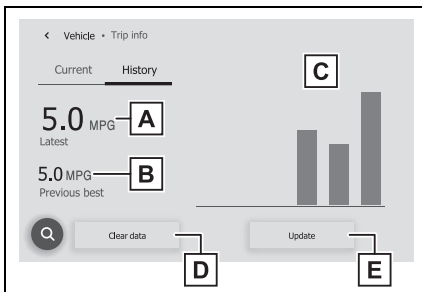 < Vehicle • Trip info
Current History
C
5.0 MPG A
Latest
5.0 MPG B
Previous best
Clear data Update
D E